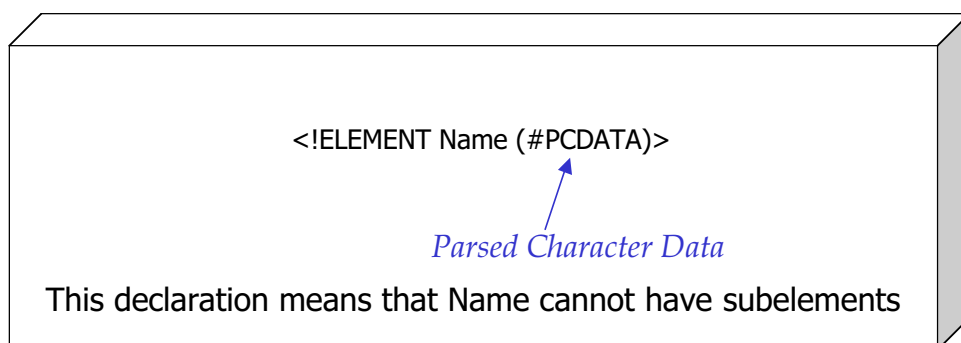 <!ELEMENT Name (#PCDATA)>
Parsed Character Data
This declaration means that Name cannot have subelements